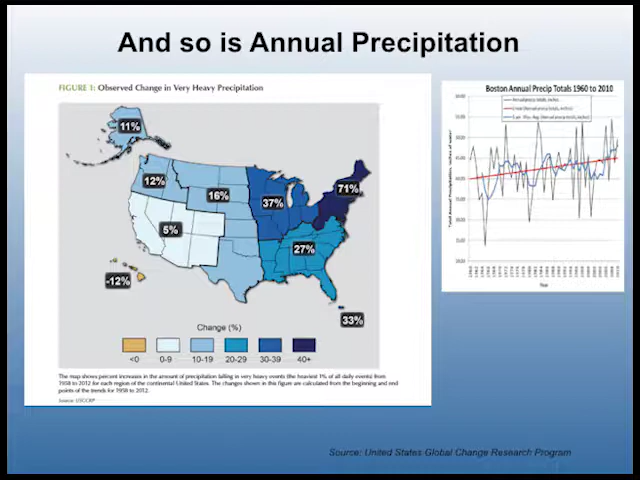 And so is Annual Precipitation
FIGURE 1: Observed Change in Very Heavy Precipitation
11%
12%
16%
37%
71%
5%
27%
-12%
33%
Change (%)
<0 0-9 10-19 20-29 30-39 40+
The map shows percent increases in the amount of precipitation falling in very heavy events (the heaviest 1% of all daily events) from
1958 to 2012 for each region of the continental United States. The changes shown in this figure are calculated from the beginning and end
points of the trends for 1958 to 2012.
Source: USGCRP
Boston Annual Precip Totals 1960 to 2010
Year
Source: United States Global Change Research Program